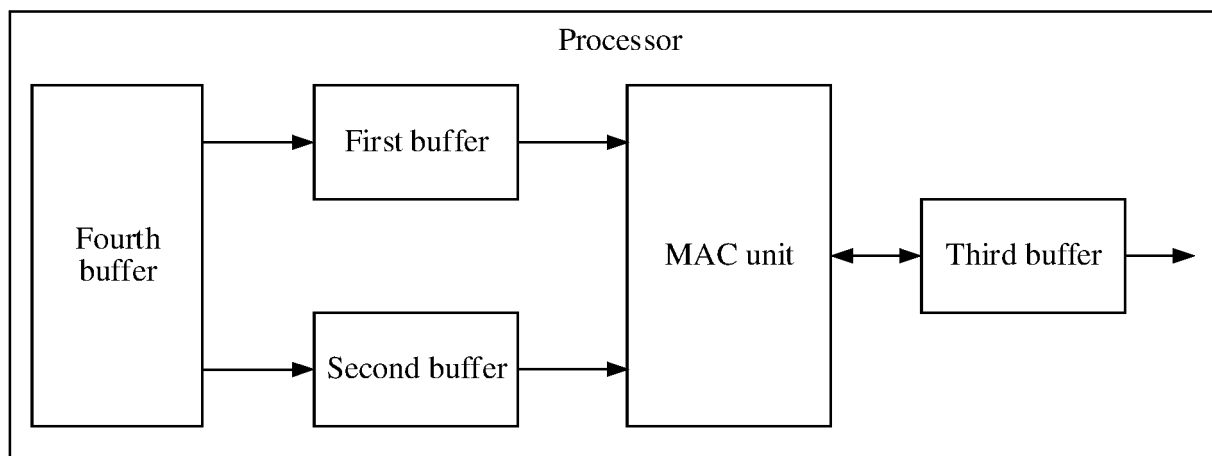 Processor
Fourth
buffer
First buffer
Second buffer
MAC unit
Third buffer